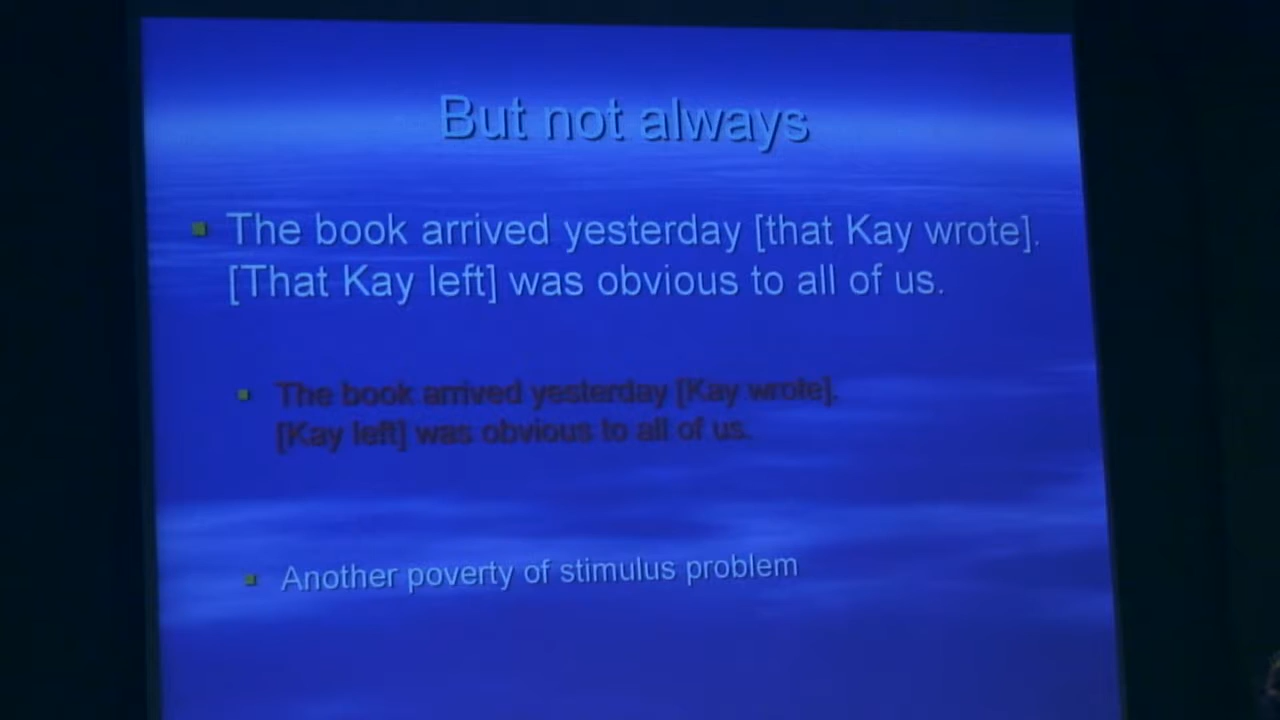 But not always
The book arrived yesterday [that Kay wrote].
[That Kay left] was obvious to all of us.
The book arrived yesterday [Kay wrote].
[Kay left] was obvious to all of us.
Another poverty of stimulus problem